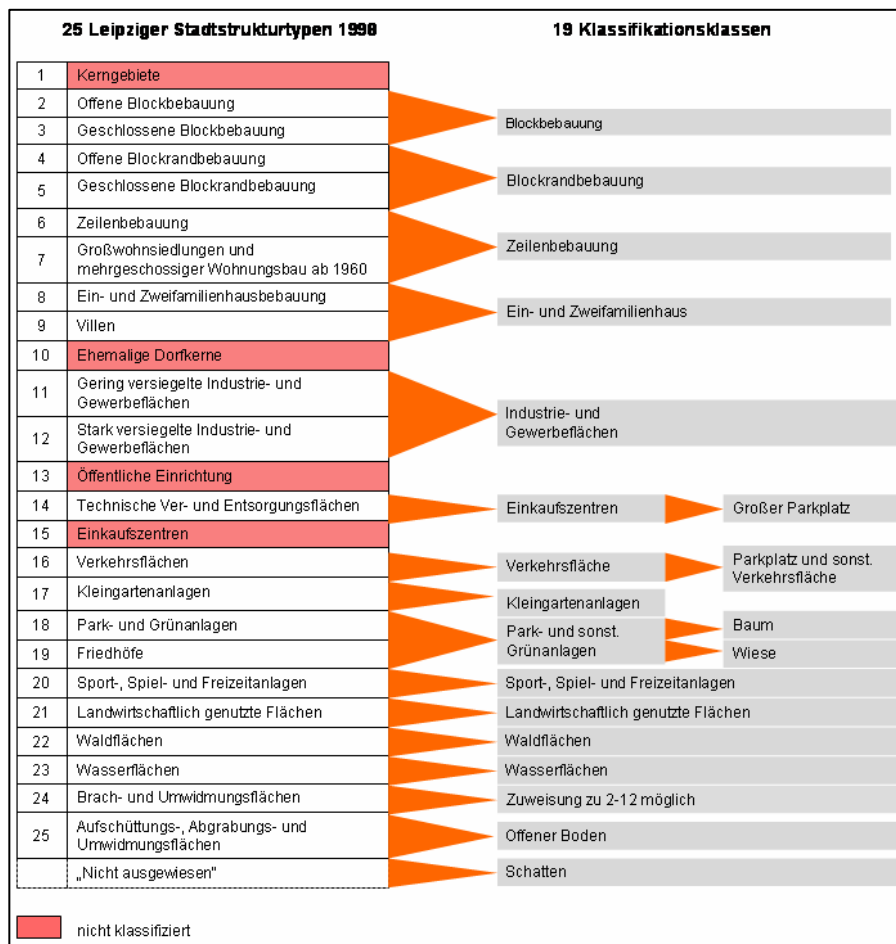 25 Leipziger Stadtstrukturtypen 1998
19 Klassifikationsklassen
1 Kerngebiete
2 Offene Blockbebauung
3 Geschlossene Blockbebauung
Blockbebauung
4 Offene Blockrandbebauung
5 Geschlossene Blockrandbebauung
Blockrandbebauung
6 Zeilenbebauung
7 Großwohnsiedlungen und
mehrgeschossiger Wohnungsbau ab 1960
Zeilenbebauung
8 Ein- und Zweifamilienhausbebauung
9 Villen
Ein- und Zweifamilienhaus
10 Ehemalige Dorfkerne
11 Gering versiegelte Industrie- und
Gewerbeflächen
12 Stark versiegelte Industrie- und
Gewerbeflächen
Industrie- und
Gewerbeflächen
13 Öffentliche Einrichtung
14 Technische Ver- und Entsorgungsflächen
Einkaufszentren
Großer Parkplatz
15 Einkaufszentren
16 Verkehrsflächen
Verkehrsfläche
Parkplatz und sonst.
Verkehrsfläche
17 Kleingartenanlagen
Kleingartenanlagen
18 Park- und Grünanlagen
19 Friedhöfe
Park- und sonst.
Grünanlagen
Baum
Wiese
20 Sport-, Spiel- und Freizeitanlagen
Sport-, Spiel- und Freizeitanlagen
21 Landwirtschaftlich genutzte Flächen
Landwirtschaftlich genutzte Flächen
22 Waldflächen
Waldflächen
23 Wasserflächen
Wasserflächen
24 Brach- und Umwidmungsflächen
Zuweisung zu 2-12 möglich
25 Aufschüttungs-, Abgrabungs- und
Umwidmungsflächen
Offener Boden
„Nicht ausgewiesen"
Schatten
nicht klassifiziert